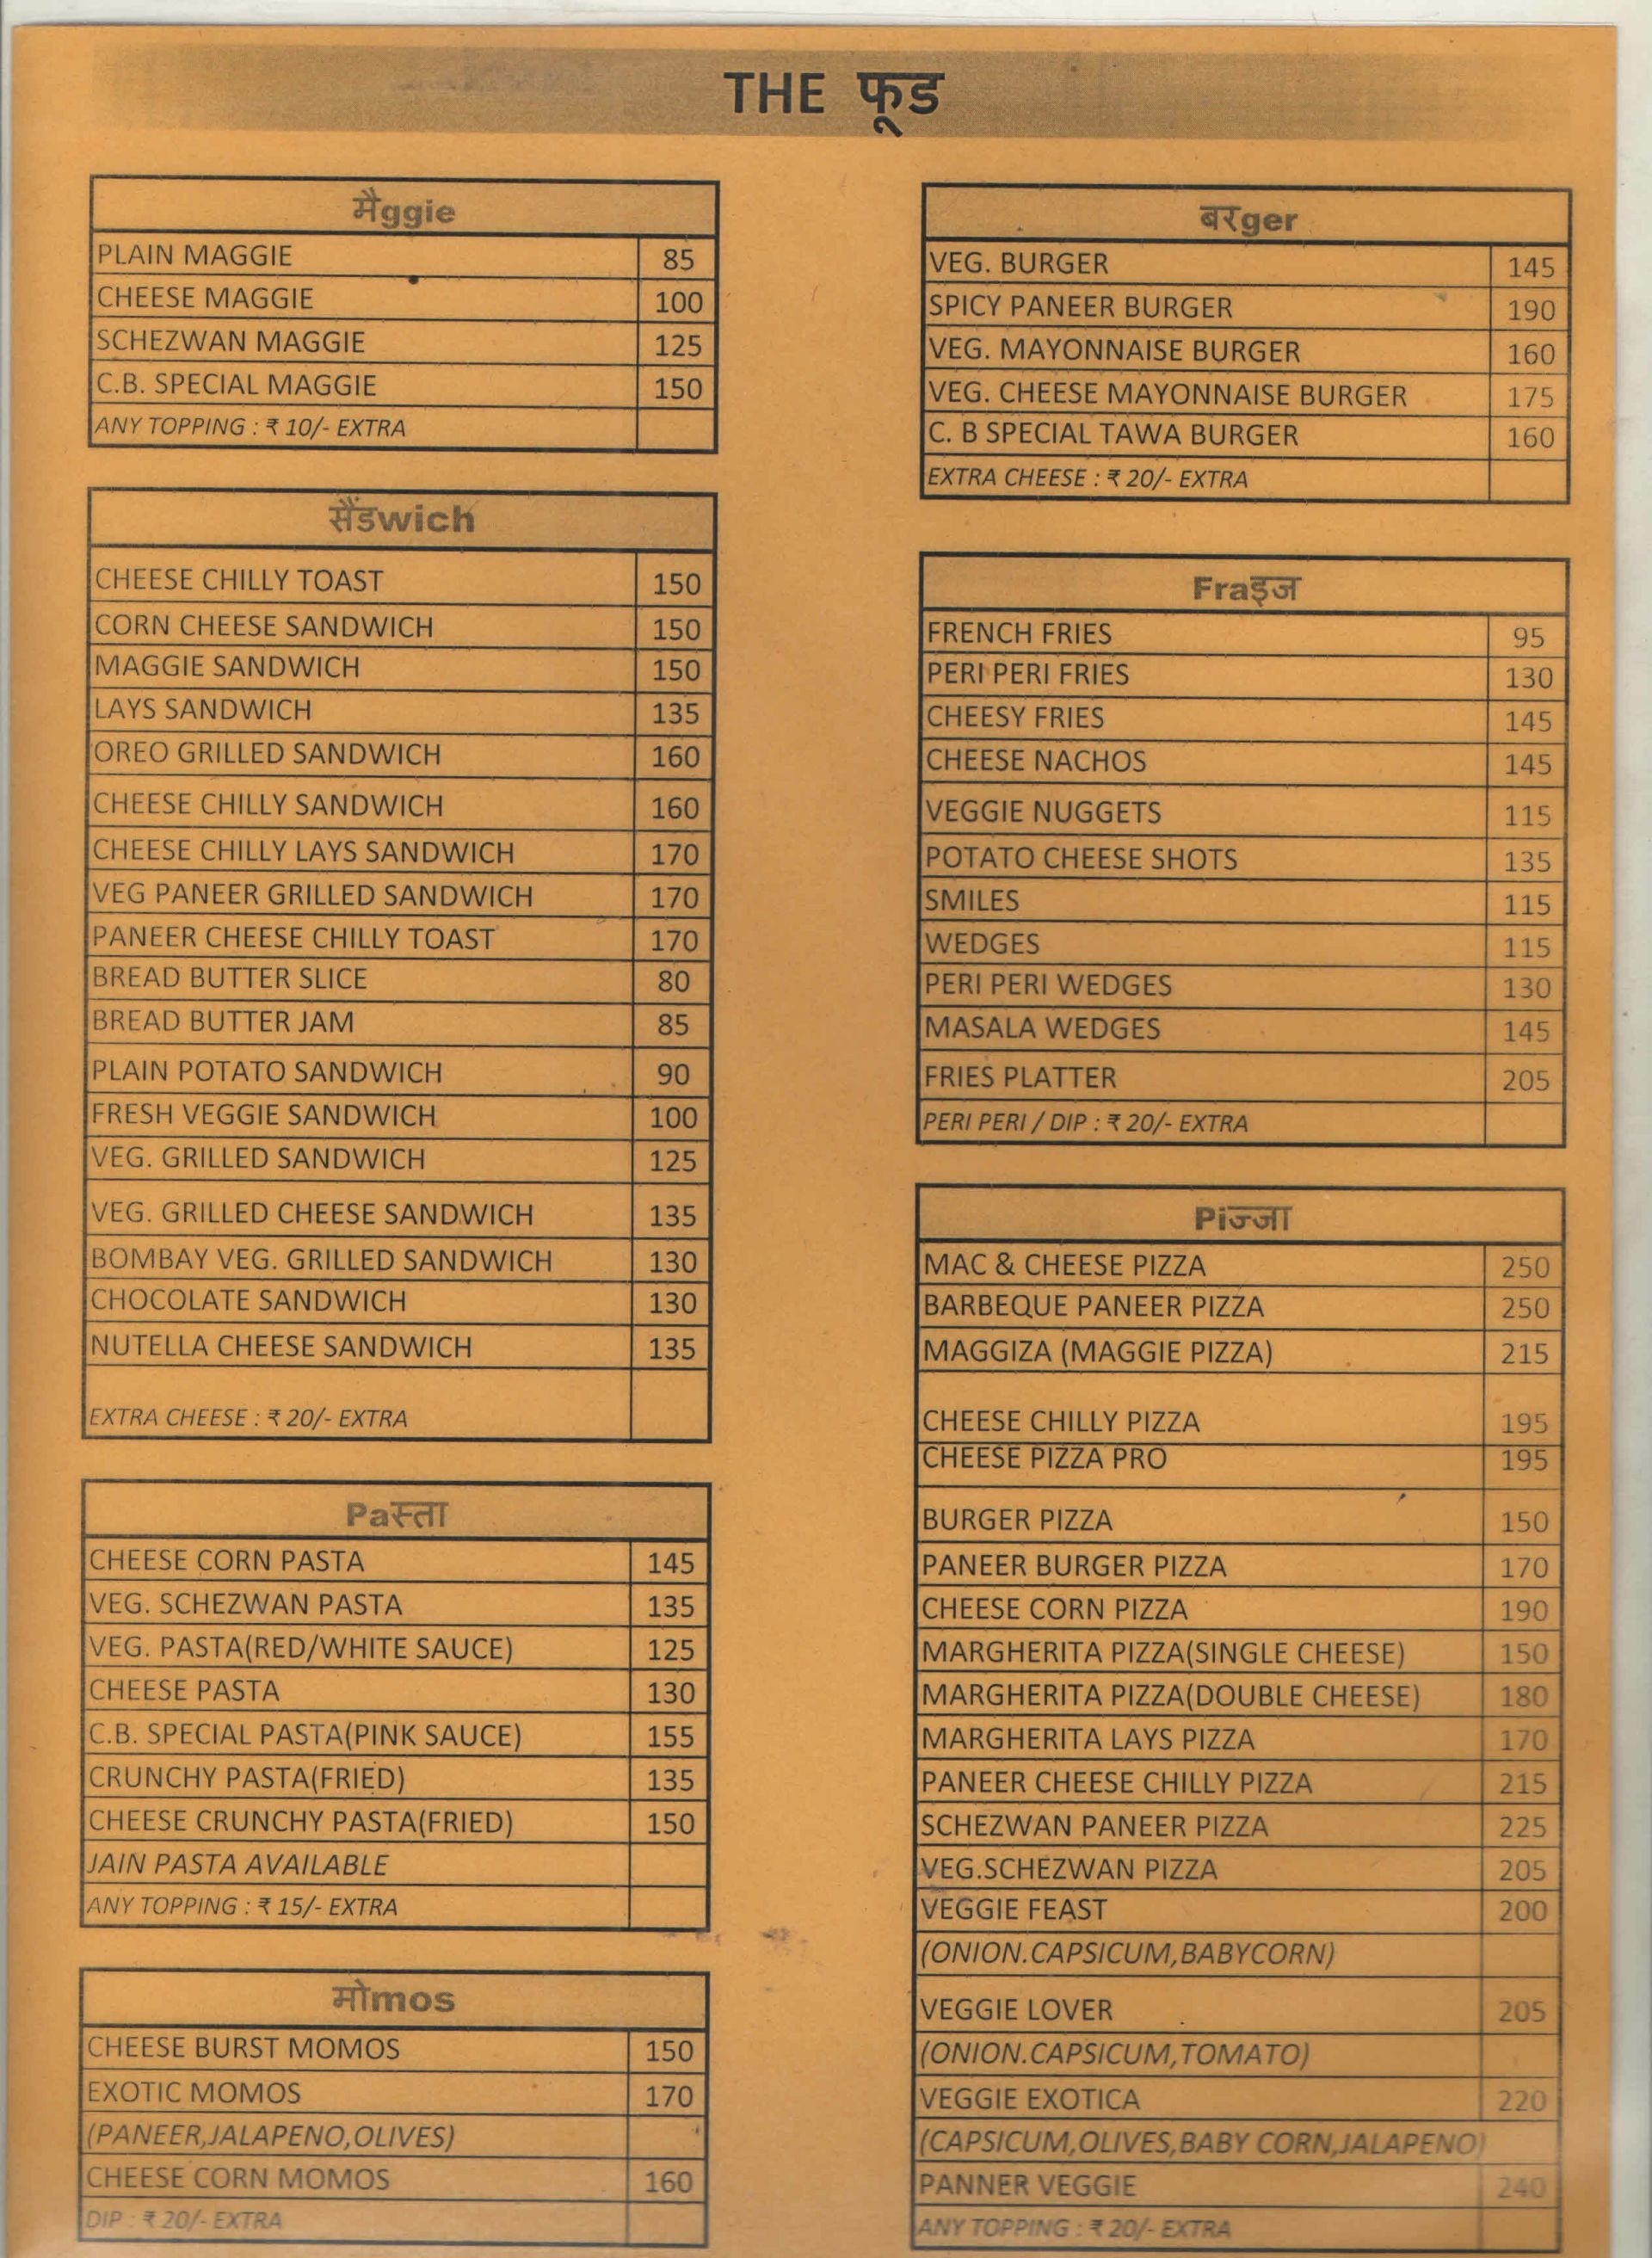 THE फूड
मैggie
PLAIN MAGGIE 85
CHEESE MAGGIE 100
SCHEZWAN MAGGIE 125
C.B. SPECIAL MAGGIE 150
ANY TOPPING : ₹ 10/- EXTRA
सैंडwich
CHEESE CHILLY TOAST 150
CORN CHEESE SANDWICH 150
MAGGIE SANDWICH 150
LAYS SANDWICH 135
OREO GRILLED SANDWICH 160
CHEESE CHILLY SANDWICH 160
CHEESE CHILLY LAYS SANDWICH 170
VEG PANEER GRILLED SANDWICH 170
PANEER CHEESE CHILLY TOAST 170
BREAD BUTTER SLICE 80
BREAD BUTTER JAM 85
PLAIN POTATO SANDWICH 90
FRESH VEGGIE SANDWICH 100
VEG. GRILLED SANDWICH 125
VEG. GRILLED CHEESE SANDWICH 135
BOMBAY VEG. GRILLED SANDWICH 130
CHOCOLATE SANDWICH 130
NUTELLA CHEESE SANDWICH 135
EXTRA CHEESE : ₹ 20/- EXTRA
Paस्ता
CHEESE CORN PASTA 145
VEG. SCHEZWAN PASTA 135
VEG. PASTA(RED/WHITE SAUCE) 125
CHEESE PASTA 130
C.B. SPECIAL PASTA(PINK SAUCE) 155
CRUNCHY PASTA(FRIED) 135
CHEESE CRUNCHY PASTA(FRIED) 150
JAIN PASTA AVAILABLE
ANY TOPPING : ₹ 15/- EXTRA
मोmos
CHEESE BURST MOMOS 150
EXOTIC MOMOS 170
(PANEER,JALAPENO,OLIVES)
CHEESE CORN MOMOS 160
DIP : ₹ 20/- EXTRA
बरger
VEG. BURGER 145
SPICY PANEER BURGER 190
VEG. MAYONNAISE BURGER 160
VEG. CHEESE MAYONNAISE BURGER 175
C. B SPECIAL TAWA BURGER 160
EXTRA CHEESE : ₹ 20/- EXTRA
Fraइज
FRENCH FRIES 95
PERI PERI FRIES 130
CHEESY FRIES 145
CHEESE NACHOS 145
VEGGIE NUGGETS 115
POTATO CHEESE SHOTS 135
SMILES 115
WEDGES 115
PERI PERI WEDGES 130
MASALA WEDGES 145
FRIES PLATTER 205
PERI PERI / DIP : ₹ 20/- EXTRA
Piज्जा
MAC & CHEESE PIZZA 250
BARBEQUE PANEER PIZZA 250
MAGGIZA (MAGGIE PIZZA) 215
CHEESE CHILLY PIZZA 195
CHEESE PIZZA PRO 195
BURGER PIZZA 150
PANEER BURGER PIZZA 170
CHEESE CORN PIZZA 190
MARGHERITA PIZZA(SINGLE CHEESE) 150
MARGHERITA PIZZA(DOUBLE CHEESE) 180
MARGHERITA LAYS PIZZA 170
PANEER CHEESE CHILLY PIZZA 215
SCHEZWAN PANEER PIZZA 225
VEG.SCHEZWAN PIZZA 205
VEGGIE FEAST 200
(ONION.CAPSICUM,BABYCORN)
VEGGIE LOVER 205
(ONION.CAPSICUM,TOMATO)
VEGGIE EXOTICA 220
(CAPSICUM,OLIVES,BABY CORN,JALAPENO)
PANNER VEGGIE 240
ANY TOPPING : ₹ 20/- EXTRA